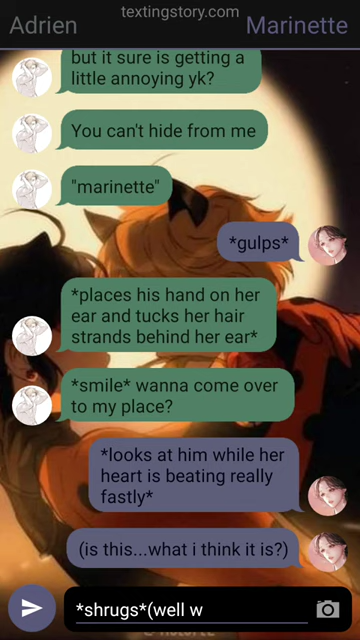 textingstory.com
Adrien Marinette
but it sure is getting a
little annoying yk?
You can't hide from me
"marinette"
*gulps*
*places his hand on her
ear and tucks her hair
strands behind her ear*
*smile* wanna come over
to my place?
*looks at him while her
heart is beating really
fastly*
(is this...what i think it is?)
*shrugs*(well w